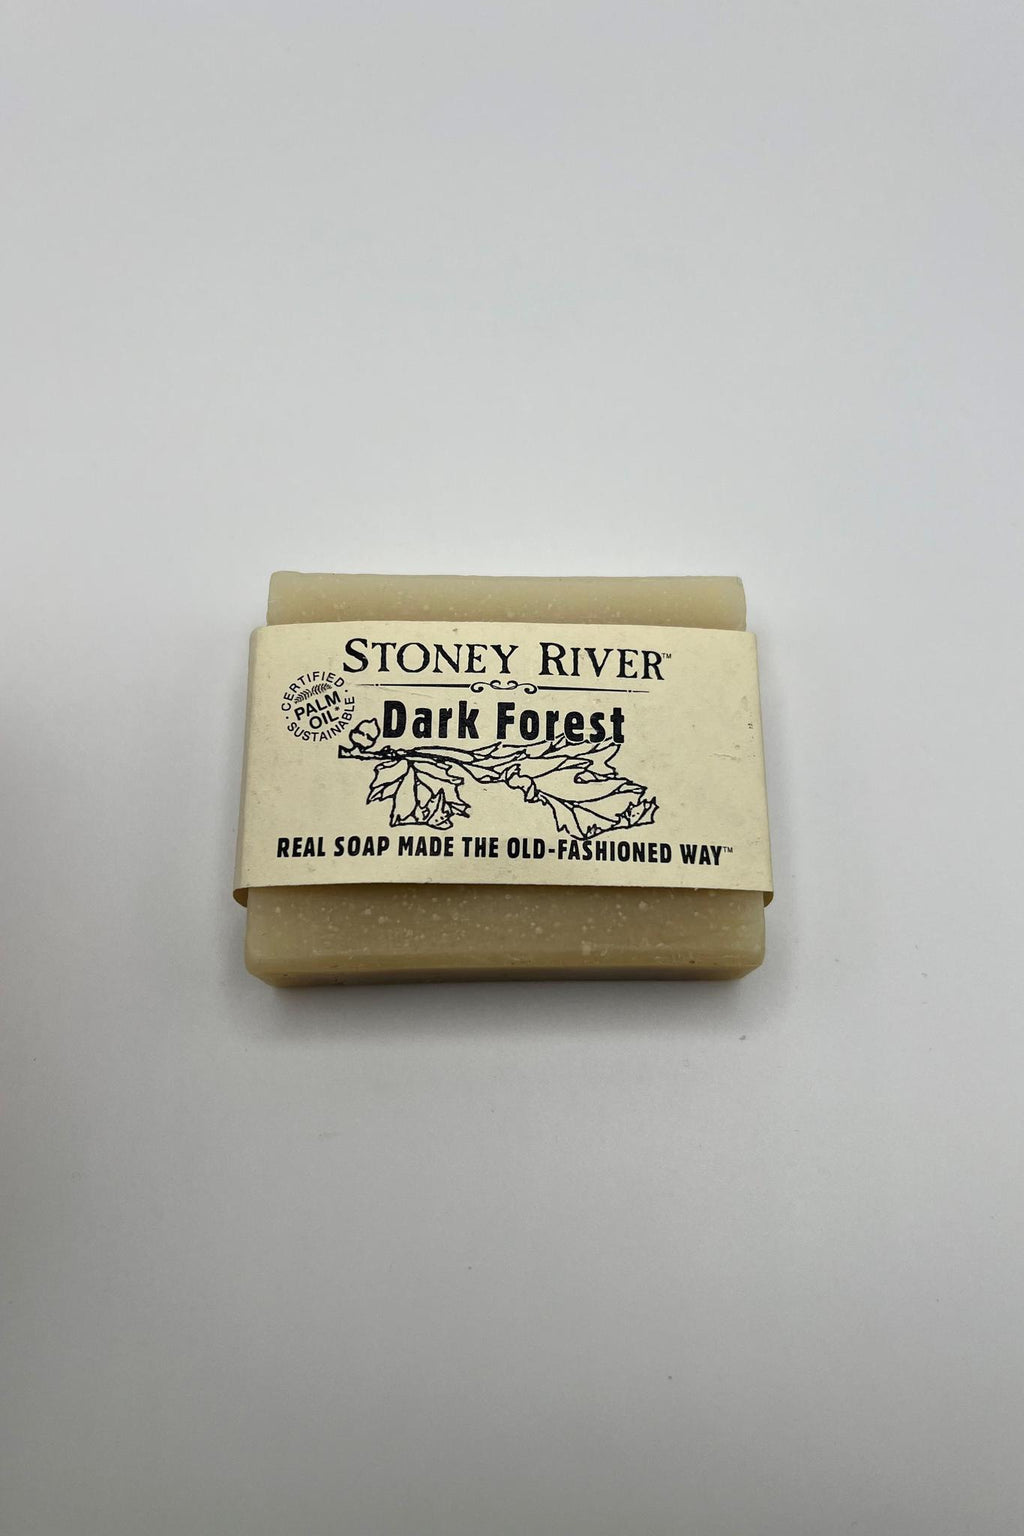 STONEY RIVER™
CERTIFIED
PALM
OIL*
SUSTAINABLE
Dark Forest
REAL SOAP MADE THE OLD-FASHIONED WAY™